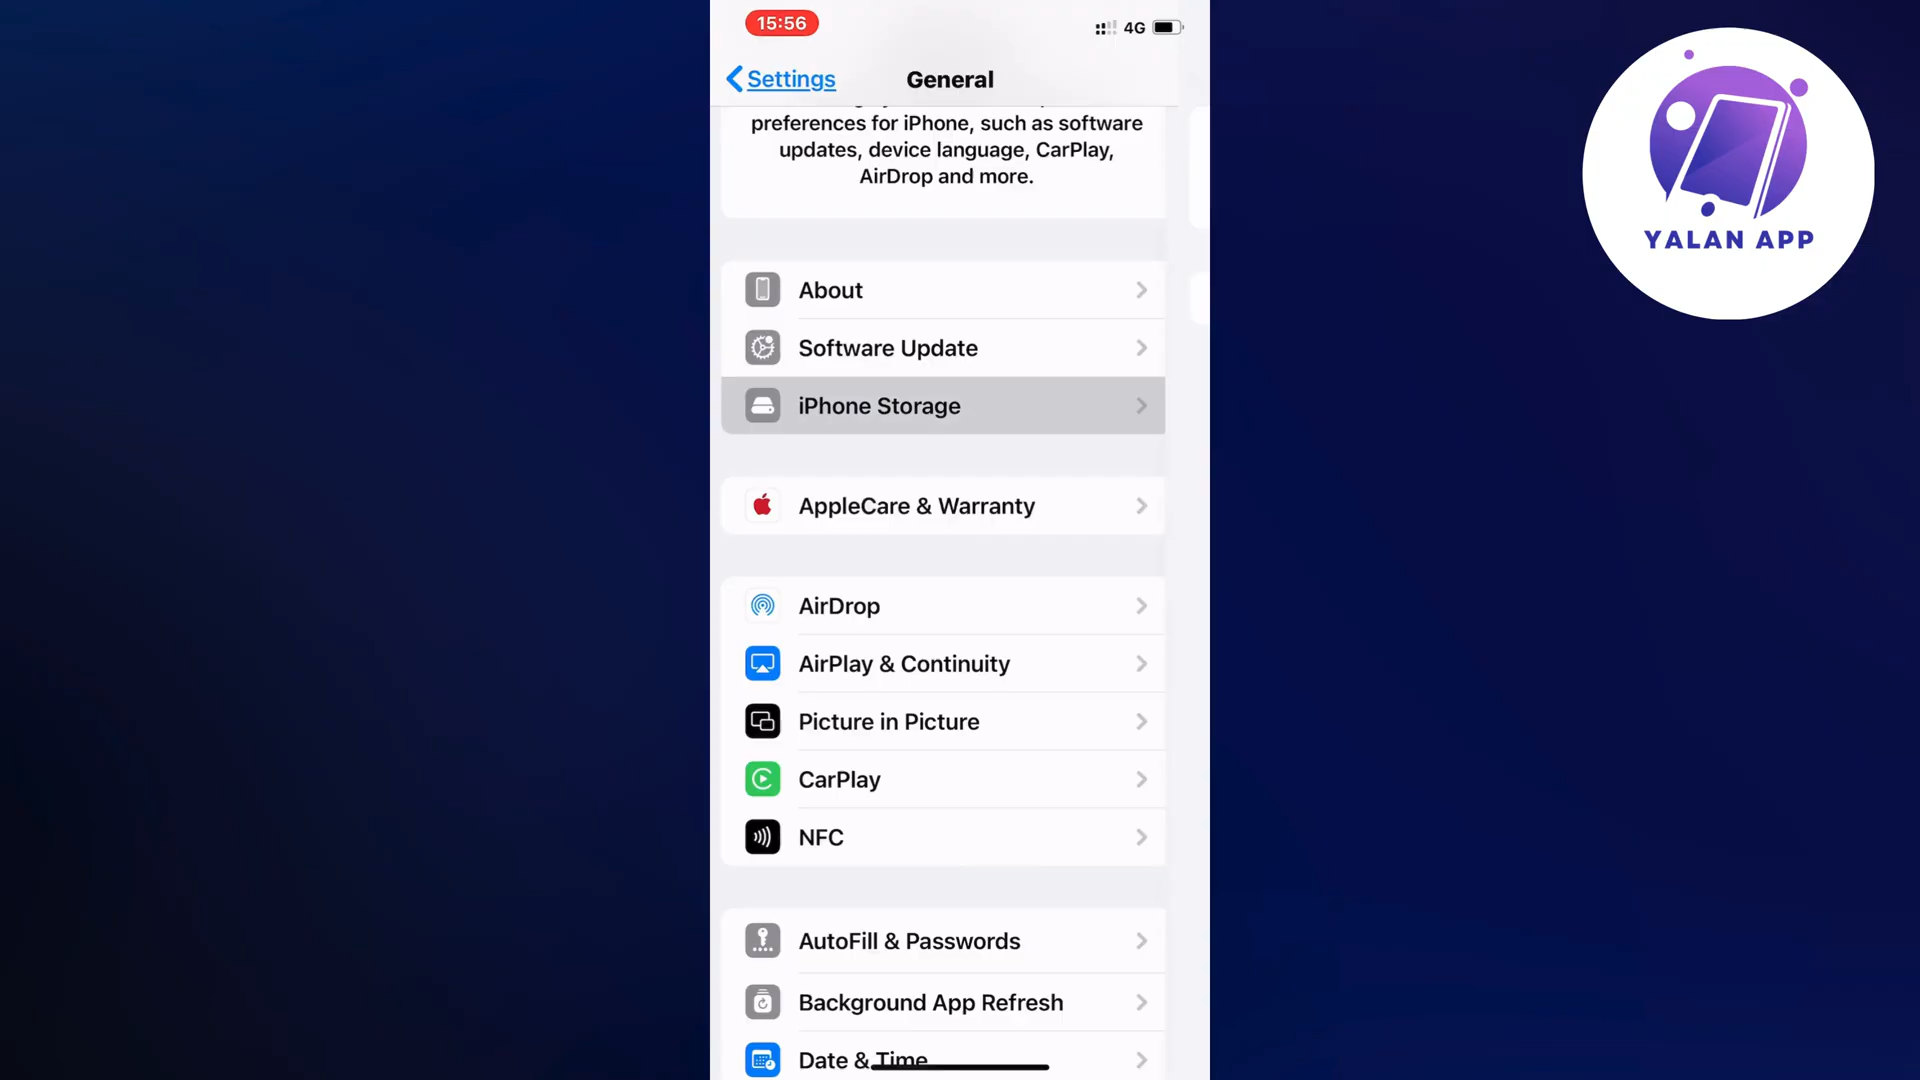 15:56
4G
Settings
General
preferences for iPhone, such as software
updates, device language, CarPlay,
AirDrop and more.
About
Software Update
iPhone Storage
AppleCare & Warranty
AirDrop
AirPlay & Continuity
Picture in Picture
CarPlay
NFC
AutoFill & Passwords
Background App Refresh
Date & Time
YALAN APP